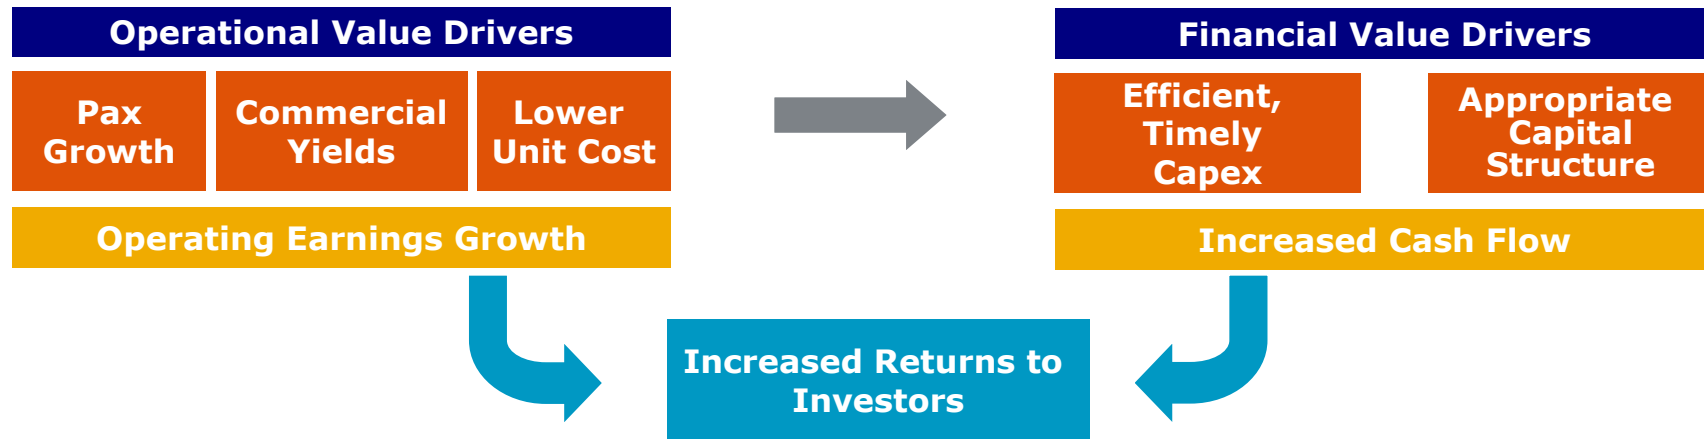 Operational Value Drivers
Pax
Growth
Commercial
Yields
Lower
Unit Cost
Operating Earnings Growth
Financial Value Drivers
Efficient,
Timely
Capex
Appropriate
Capital
Structure
Increased Cash Flow
Increased Returns to
Investors